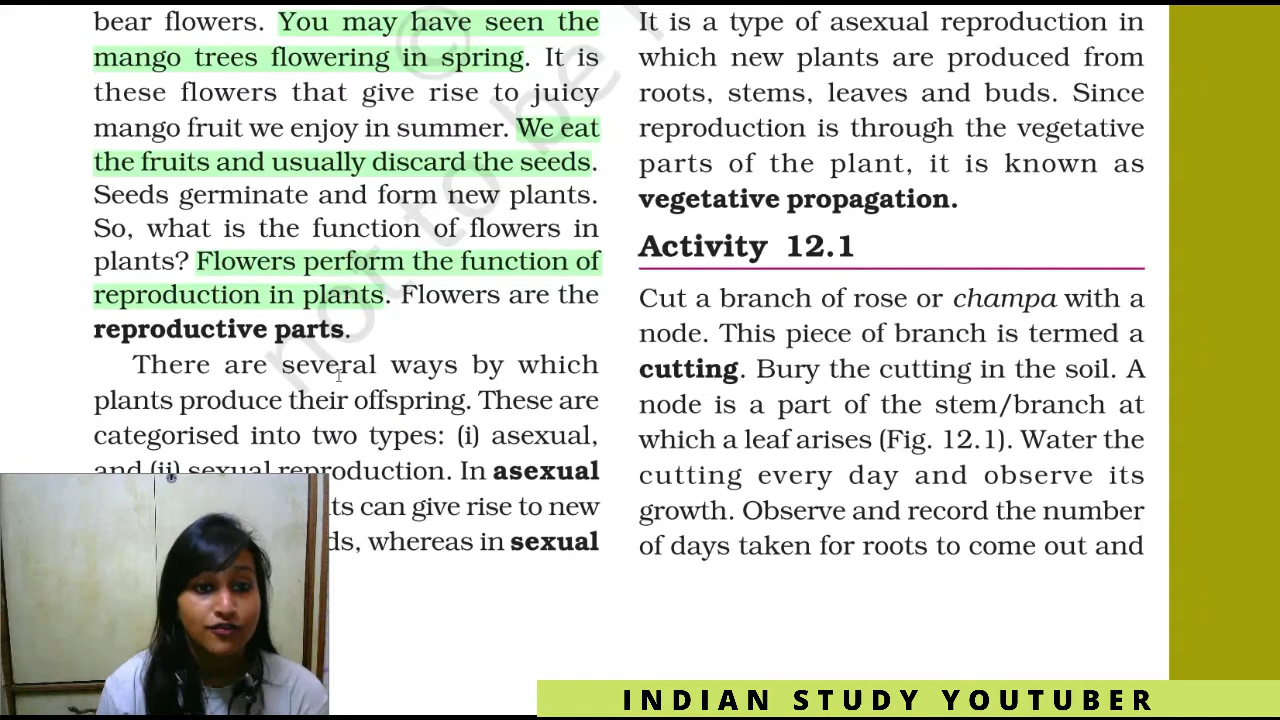 bear flowers. You may have seen the
mango trees flowering in spring. It is
these flowers that give rise to juicy
mango fruit we enjoy in summer. We eat
the fruits and usually discard the seeds.
Seeds germinate and form new plants.
So, what is the function of flowers in
plants? Flowers perform the function of
reproduction in plants. Flowers are the
reproductive parts.
There are several ways by which
plants produce their offspring. These are
categorised into two types: (i) asexual,
and (ii) sexual reproduction. In asexual
can give rise to new
whereas in sexual
It is a type of asexual reproduction in
which new plants are produced from
roots, stems, leaves and buds. Since
reproduction is through the vegetative
parts of the plant, it is known as
vegetative propagation.
Activity 12.1
Cut a branch of rose or champa with a
node. This piece of branch is termed a
cutting. Bury the cutting in the soil. A
node is a part of the stem/branch at
which a leaf arises (Fig. 12.1). Water the
cutting every day and observe its
growth. Observe and record the number
of days taken for roots to come out and
not to be
©
INDIAN STUDY YOUTUBER